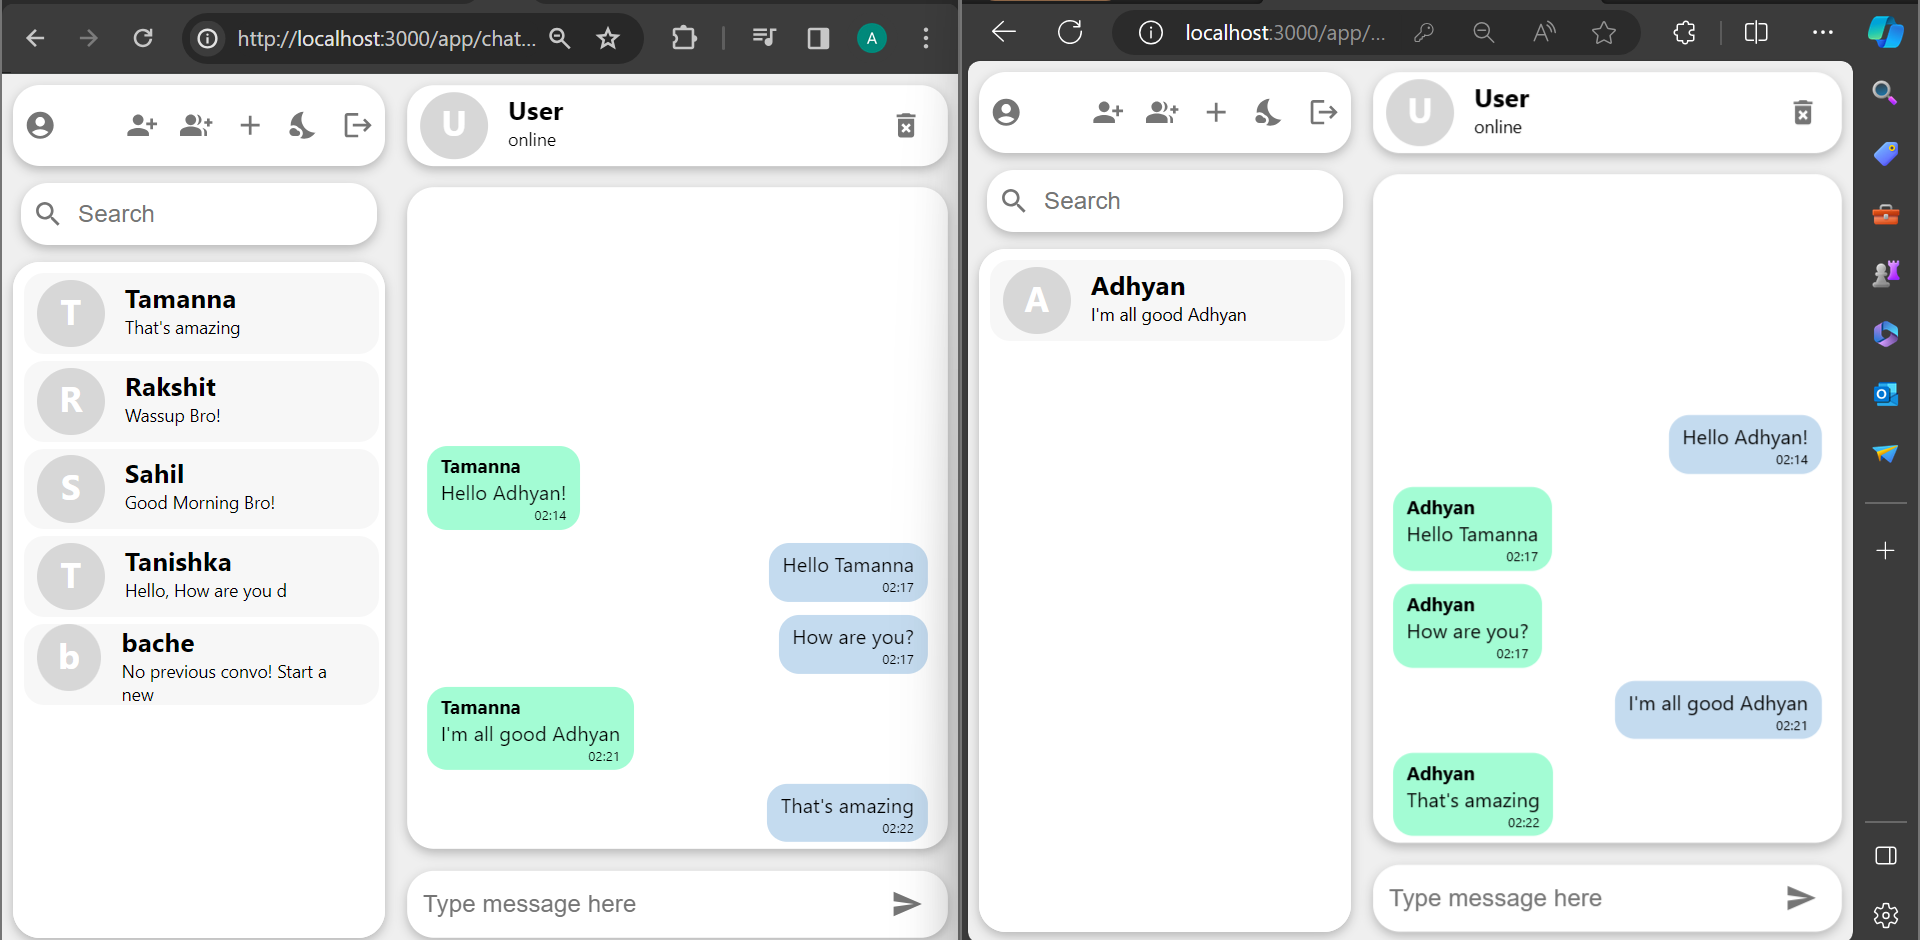 http://localhost:3000/app/chat...
A
User
online
U
Search
T
Tamanna
That's amazing
R
Rakshit
Wassup Bro!
S
Sahil
Good Morning Bro!
T
Tanishka
Hello, How are you d
b
bache
No previous convo! Start a
new
Tamanna
Hello Adhyan!
02:14
Hello Tamanna
02:17
How are you?
02:17
Tamanna
I'm all good Adhyan
02:21
That's amazing
02:22
Type message here
localhost:3000/app/...
U
User
online
Search
A
Adhyan
I'm all good Adhyan
Hello Adhyan!
02:14
Adhyan
Hello Tamanna
02:17
Adhyan
How are you?
02:17
I'm all good Adhyan
02:21
Adhyan
That's amazing
02:22
Type message here